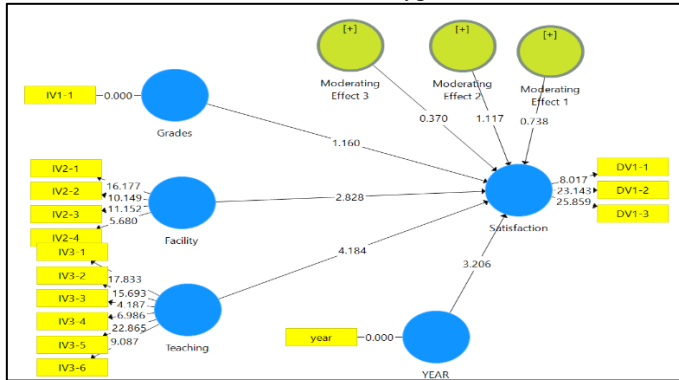 [+]
[+]
[+]
Moderating
Effect 3
Moderating
Effect 2
Moderating
Effect 1
IV1-1
0.000
Grades
0.370
1.117
0.738
1.160
IV2-1
IV2-2
IV2-3
IV2-4
16.177
10.149
11.152
5.680
Facility
2.828
DV1-1
DV1-2
DV1-3
8.017
23.143
25.859
Satisfaction
IV3-1
IV3-2
IV3-3
IV3-4
IV3-5
IV3-6
17.833
15.693
4.187
6.986
22.865
9.087
Teaching
4.184
3.206
year
0.000
YEAR